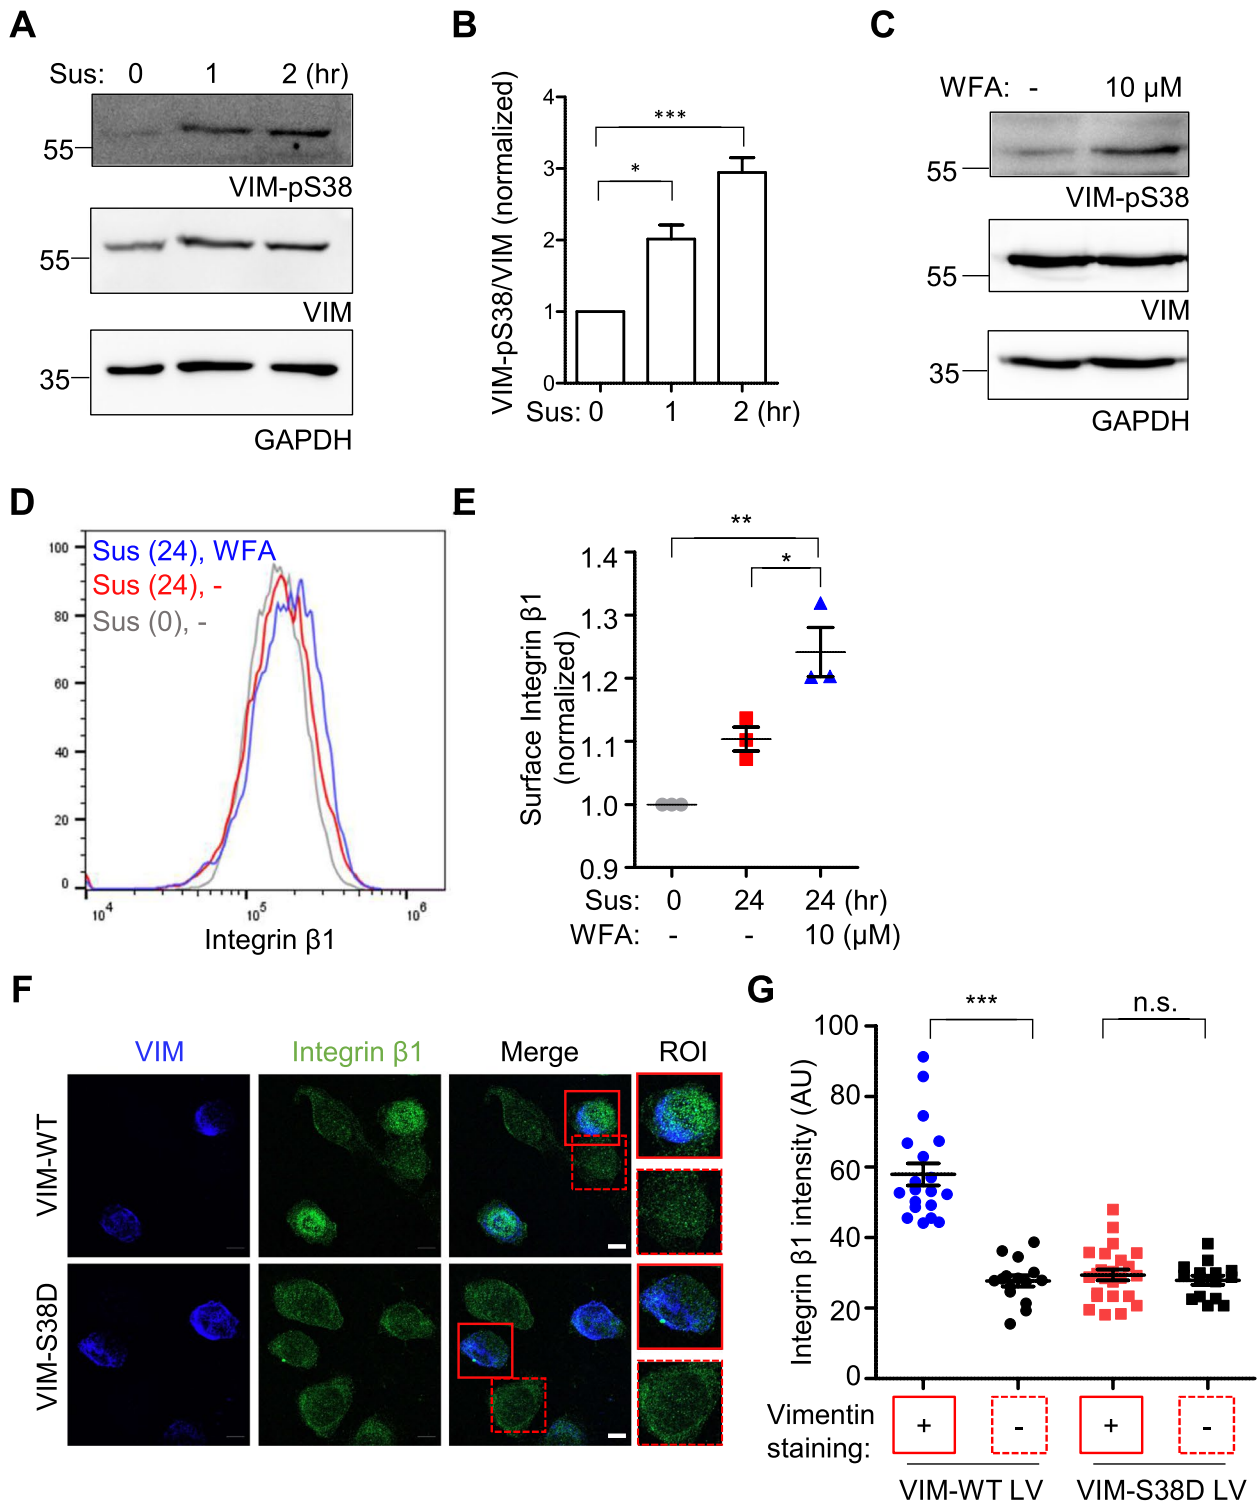 A
Sus: 0 1 2 (hr)
55
VIM-pS38
55
VIM
35
GAPDH
B
VIM-pS38/VIM (normalized)
4
3
2
1
0
***
*
Sus: 0 1 2 (hr)
C
WFA: - 10 µM
55
VIM-pS38
55
VIM
35
GAPDH
D
Sus (24), WFA
Sus (24), -
Sus (0), -
100
80
60
40
20
0
10^4 10^5 10^6
Integrin β1
E
Surface Integrin β1
(normalized)
1.4
1.3
1.2
1.1
1.0
0.9
**
*
Sus: 0 24 24 (hr)
WFA: - - 10 (µM)
F
VIM Integrin β1 Merge ROI
VIM-WT
VIM-S38D
G
Integrin β1 intensity (AU)
100
80
60
40
20
0
***
n.s.
Vimentin
staining:
+ - + -
VIM-WT LV VIM-S38D LV